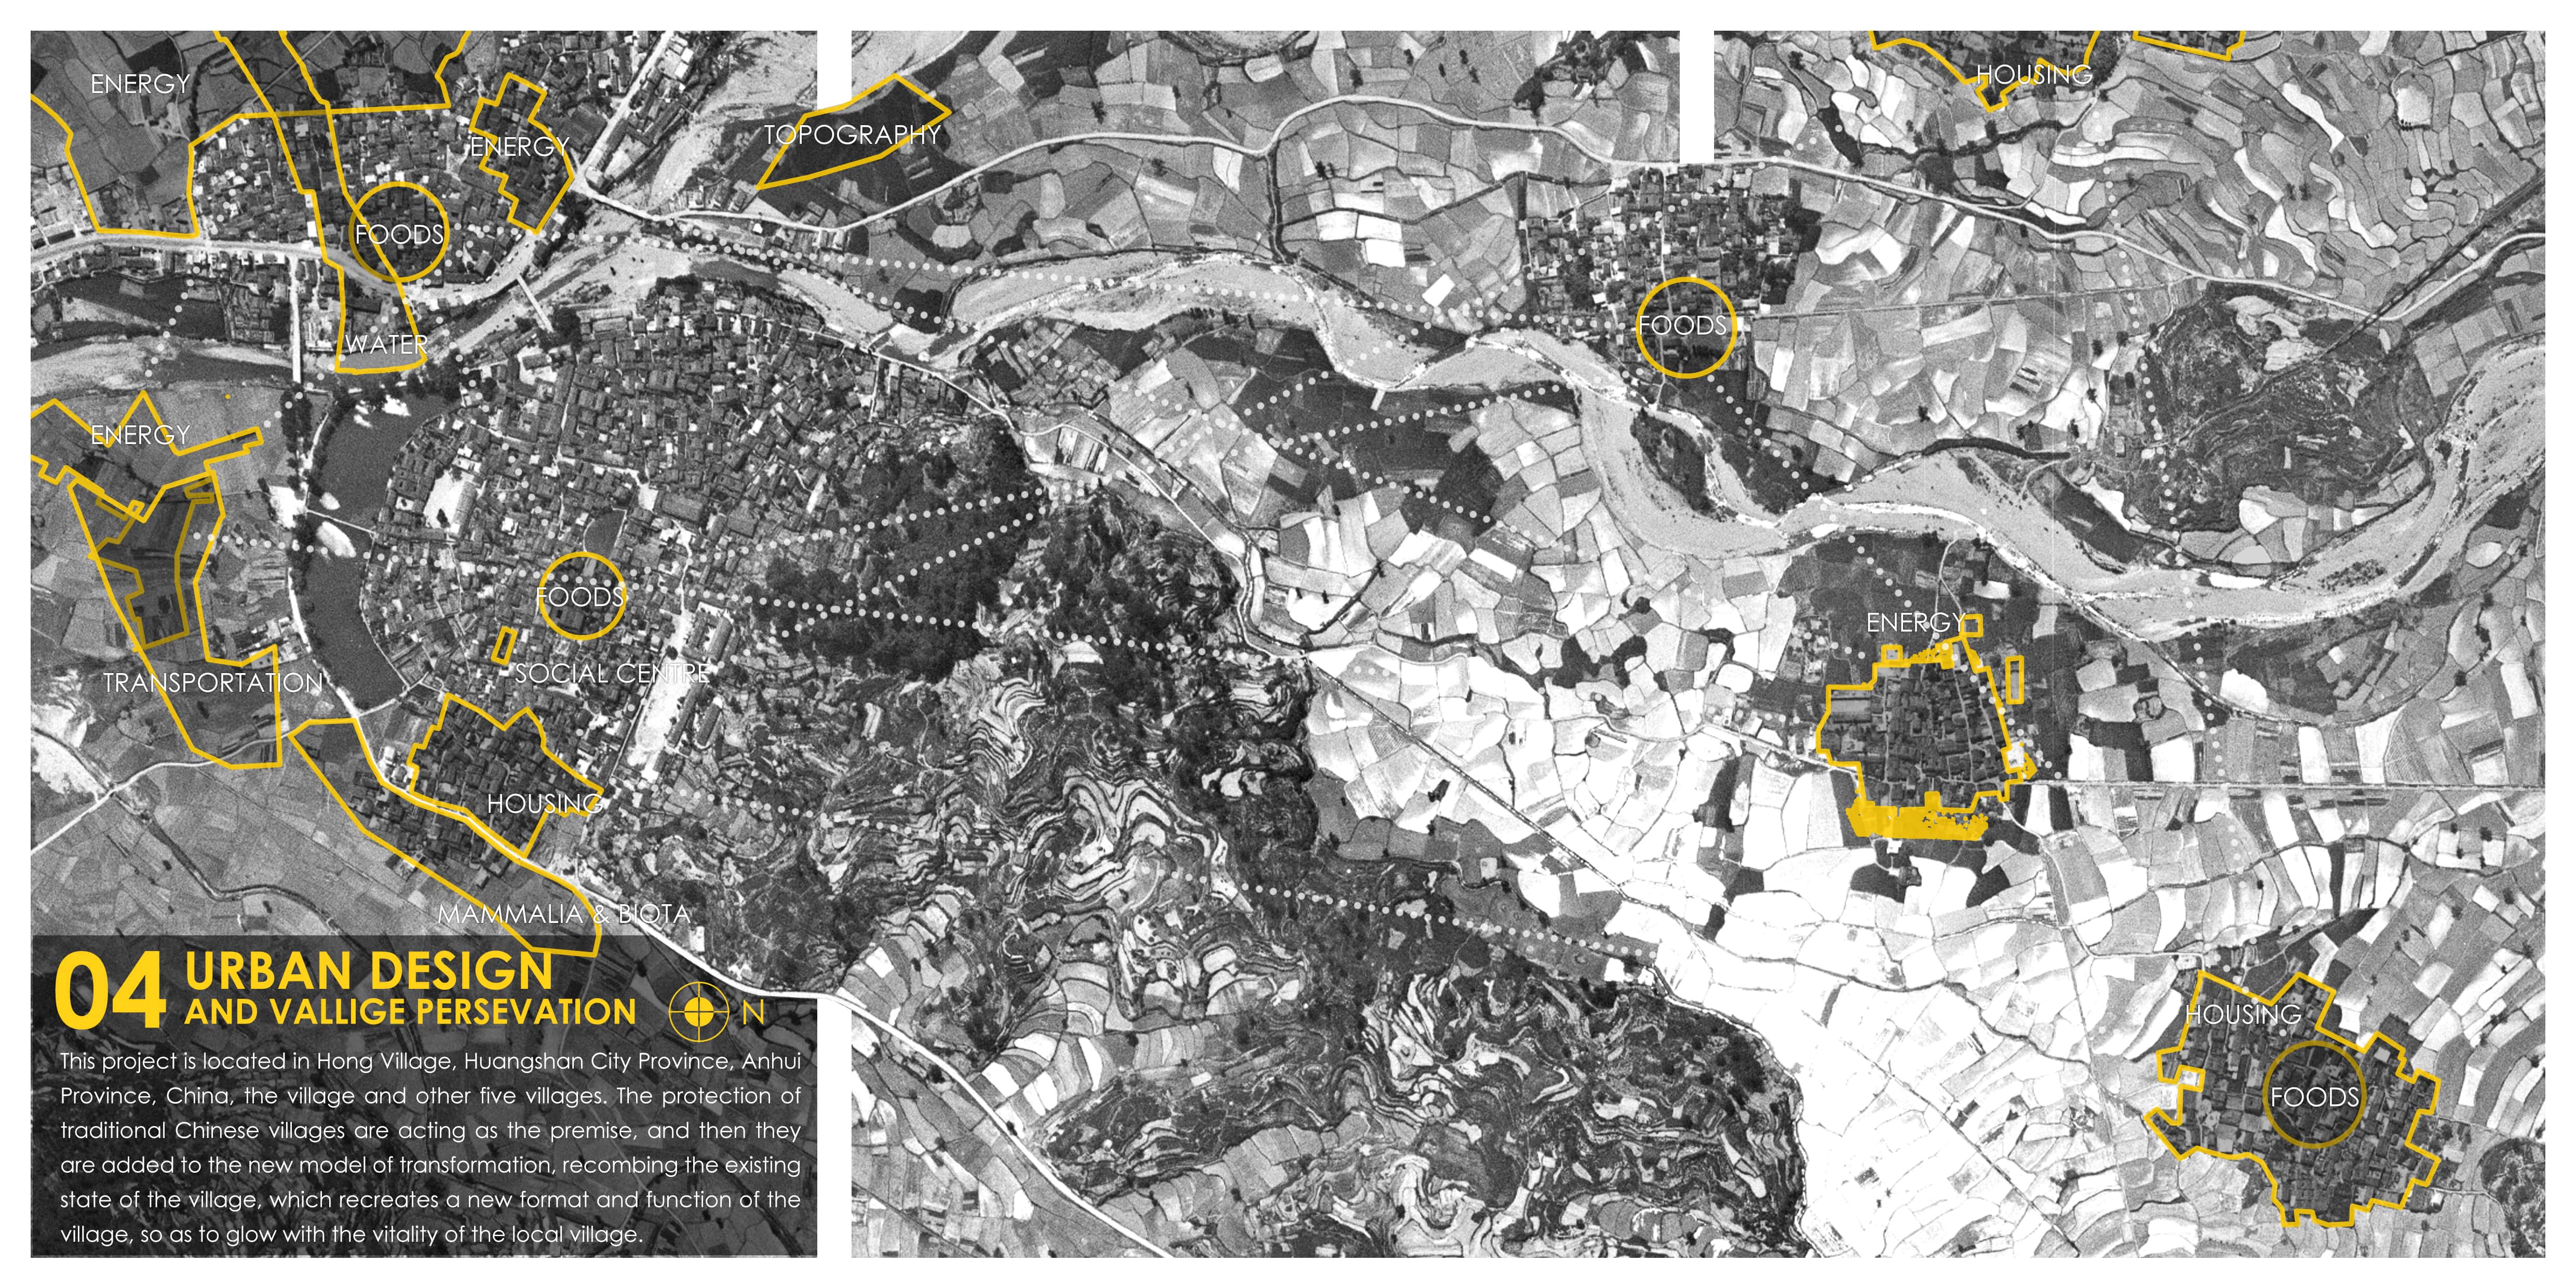 ENERGY
HOUSING
TOPOGRAPHY
ENERGY
FOODS
FOODS
WATER
ENERGY
FOODS
ENERGY
SOCIAL CENTRE
TRANSPORTATION
HOUSING
MAMMALIA & BIOTA
HOUSING
FOODS
04 URBAN DESIGN
AND VALLIGE PERSEVATION
N
This project is located in Hong Village, Huangshan City Province, Anhui
Province, China, the village and other five villages. The protection of
traditional Chinese villages are acting as the premise, and then they
are added to the new model of transformation, recombing the existing
state of the village, which recreates a new format and function of the
village, so as to glow with the vitality of the local village.